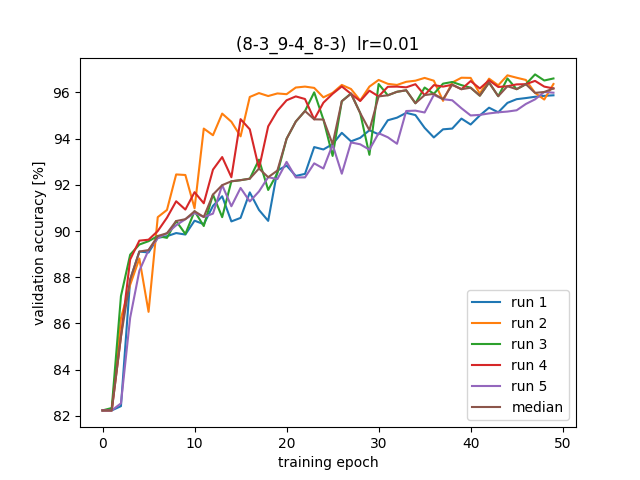 (8-3_9-4_8-3)  lr=0.01
validation accuracy [%]
96
94
92
90
88
86
84
82
0
10
20
30
40
50
training epoch
run 1
run 2
run 3
run 4
run 5
median